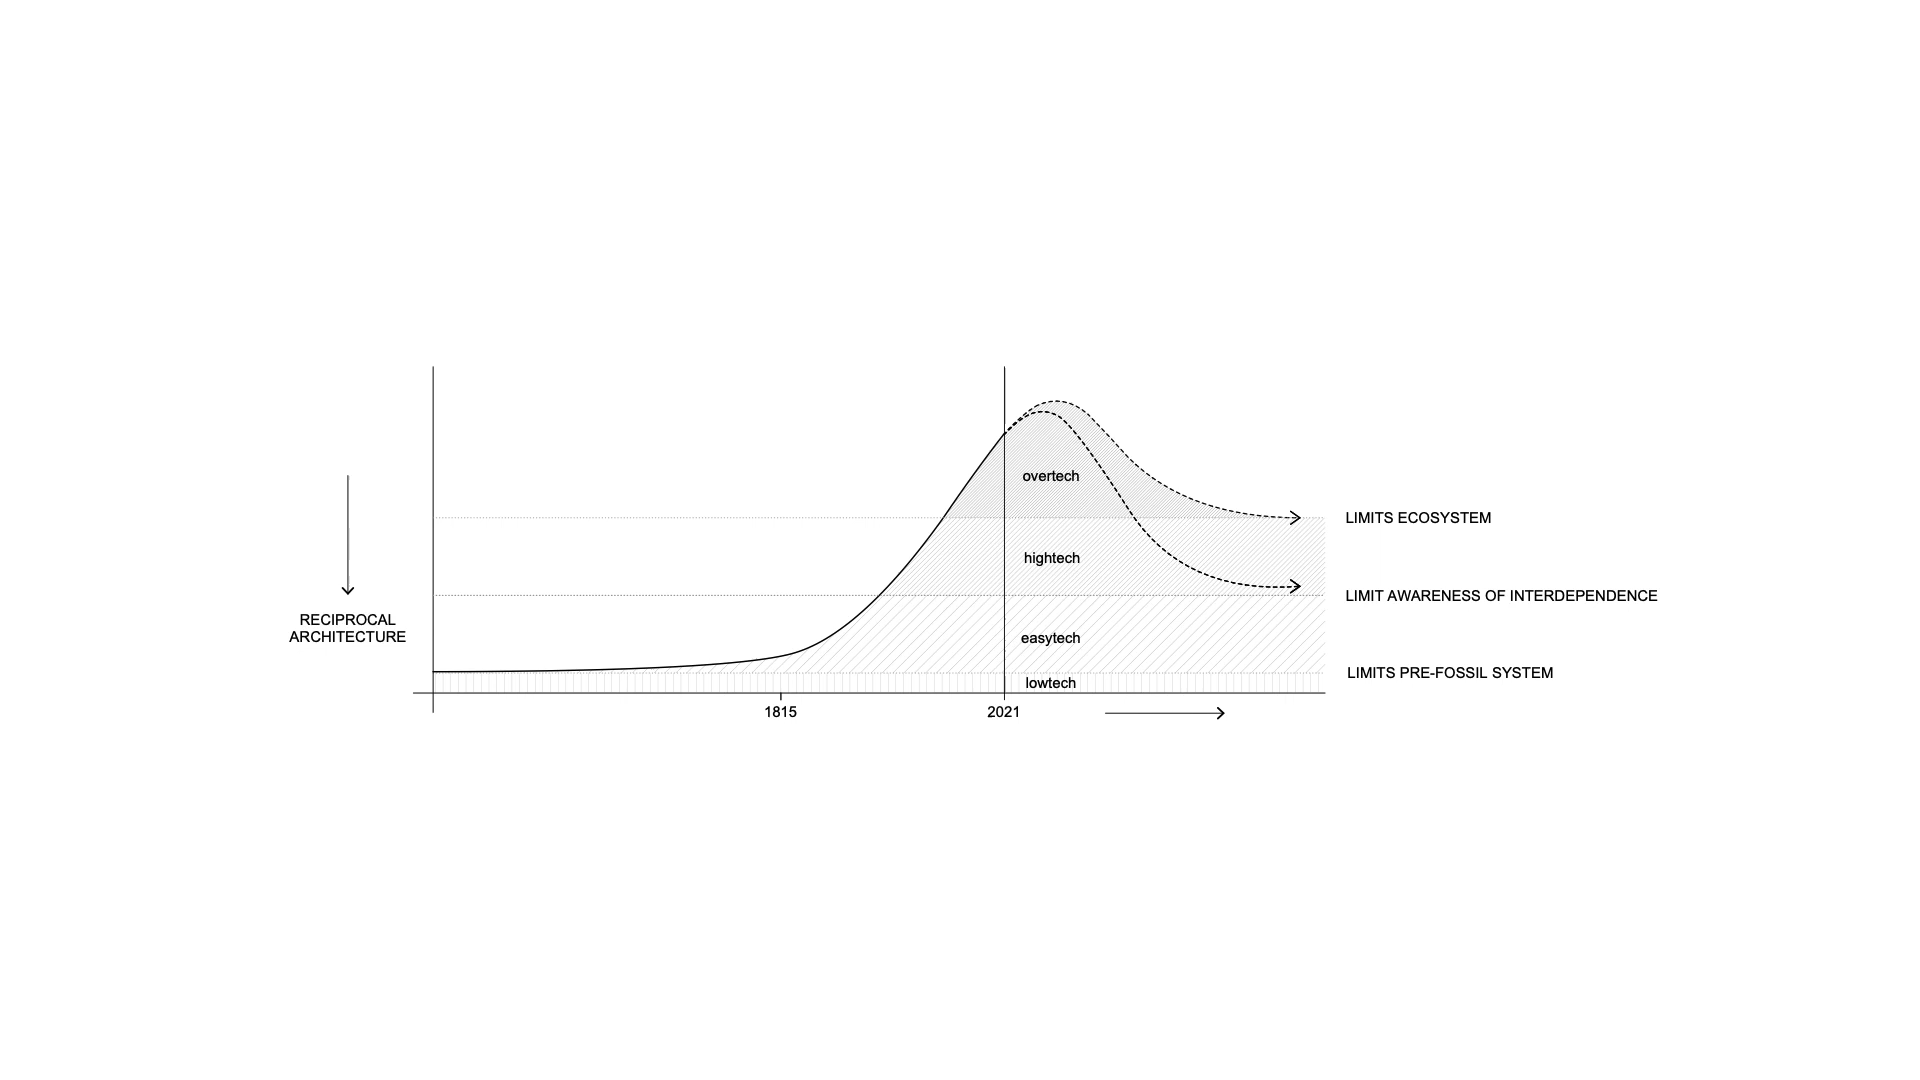 overtech
LIMITS ECOSYSTEM
hightech
LIMIT AWARENESS OF INTERDEPENDENCE
RECIPROCAL
ARCHITECTURE
easytech
LIMITS PRE-FOSSIL SYSTEM
lowtech
1815
2021